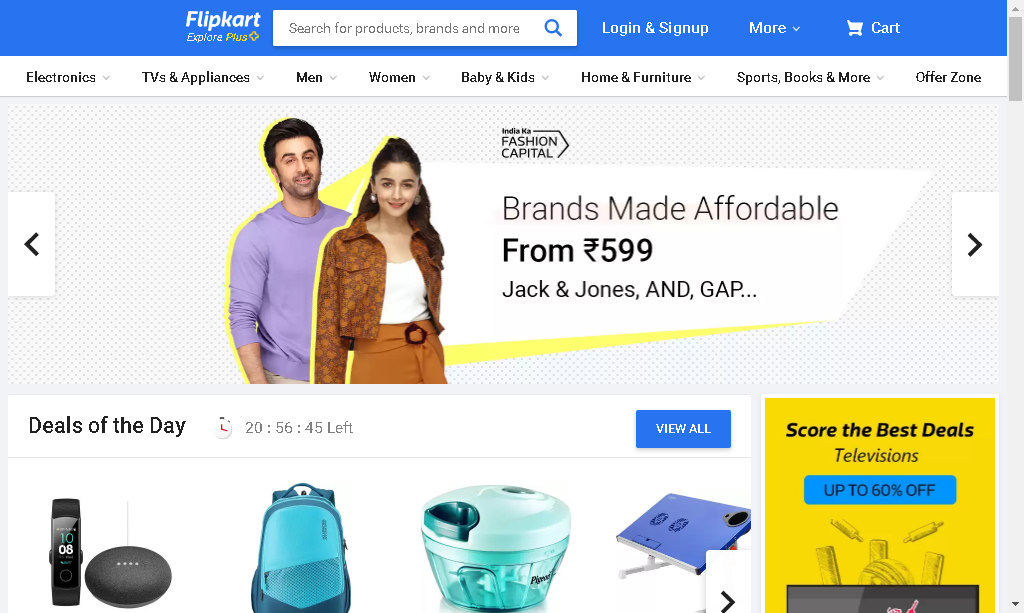 Flipkart
Explore Plus
Search for products, brands and more
Login & Signup
More
Cart
Electronics
TVs & Appliances
Men
Women
Baby & Kids
Home & Furniture
Sports, Books & More
Offer Zone
India Ka
FASHION
CAPITAL
Brands Made Affordable
From ₹599
Jack & Jones, AND, GAP...
Deals of the Day
20 : 56 : 45 Left
VIEW ALL
Score the Best Deals
Televisions
UP TO 60% OFF
10
08
Pigeon